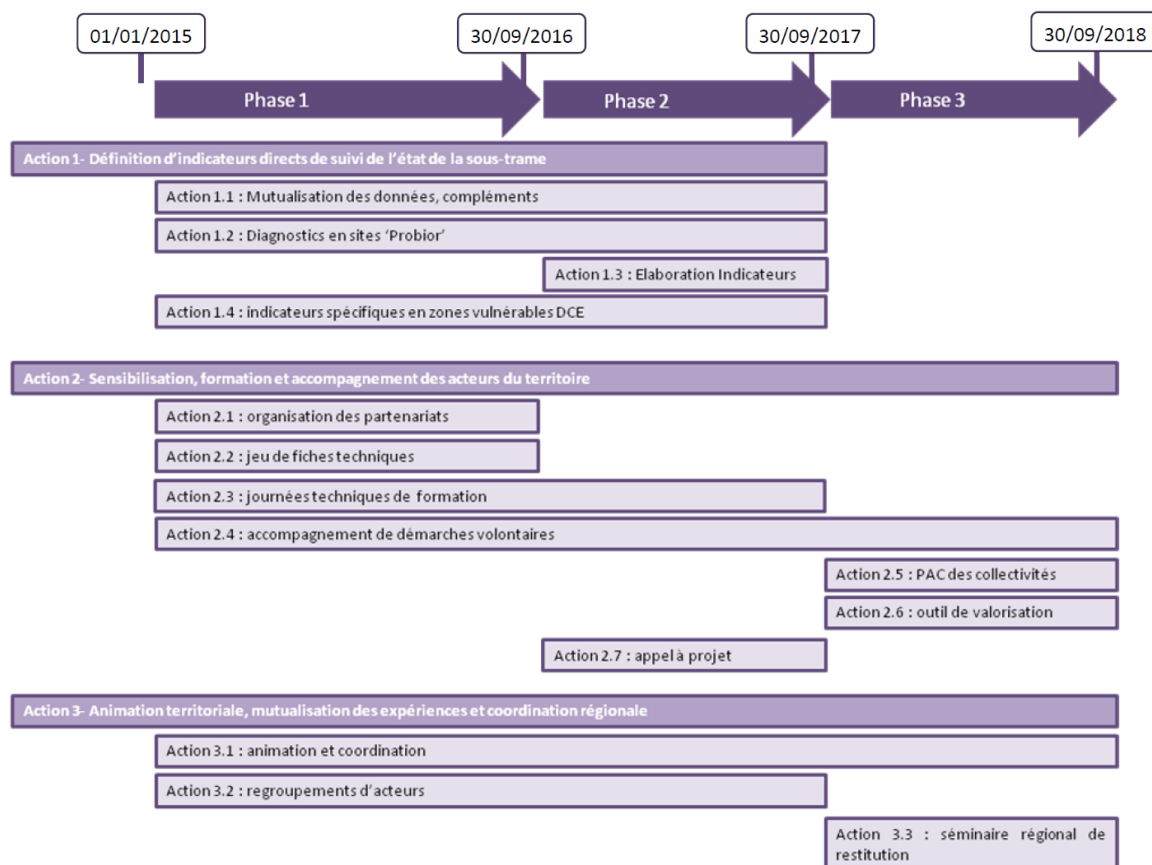 01/01/2015
30/09/2016
30/09/2017
30/09/2018
Phase 1
Phase 2
Phase 3
Action 1- Définition d'indicateurs directs de suivi de l'état de la sous-trame
Action 1.1 : Mutualisation des données, compléments
Action 1.2 : Diagnostics en sites 'Probior'
Action 1.3 : Elaboration Indicateurs
Action 1.4 : indicateurs spécifiques en zones vulnérables DCE
Action 2- Sensibilisation, formation et accompagnement des acteurs du territoire
Action 2.1 : organisation des partenariats
Action 2.2 : jeu de fiches techniques
Action 2.3 : journées techniques de formation
Action 2.4 : accompagnement de démarches volontaires
Action 2.5 : PAC des collectivités
Action 2.6 : outil de valorisation
Action 2.7 : appel à projet
Action 3- Animation territoriale, mutualisation des expériences et coordination régionale
Action 3.1 : animation et coordination
Action 3.2 : regroupements d'acteurs
Action 3.3 : séminaire régional de
restitution